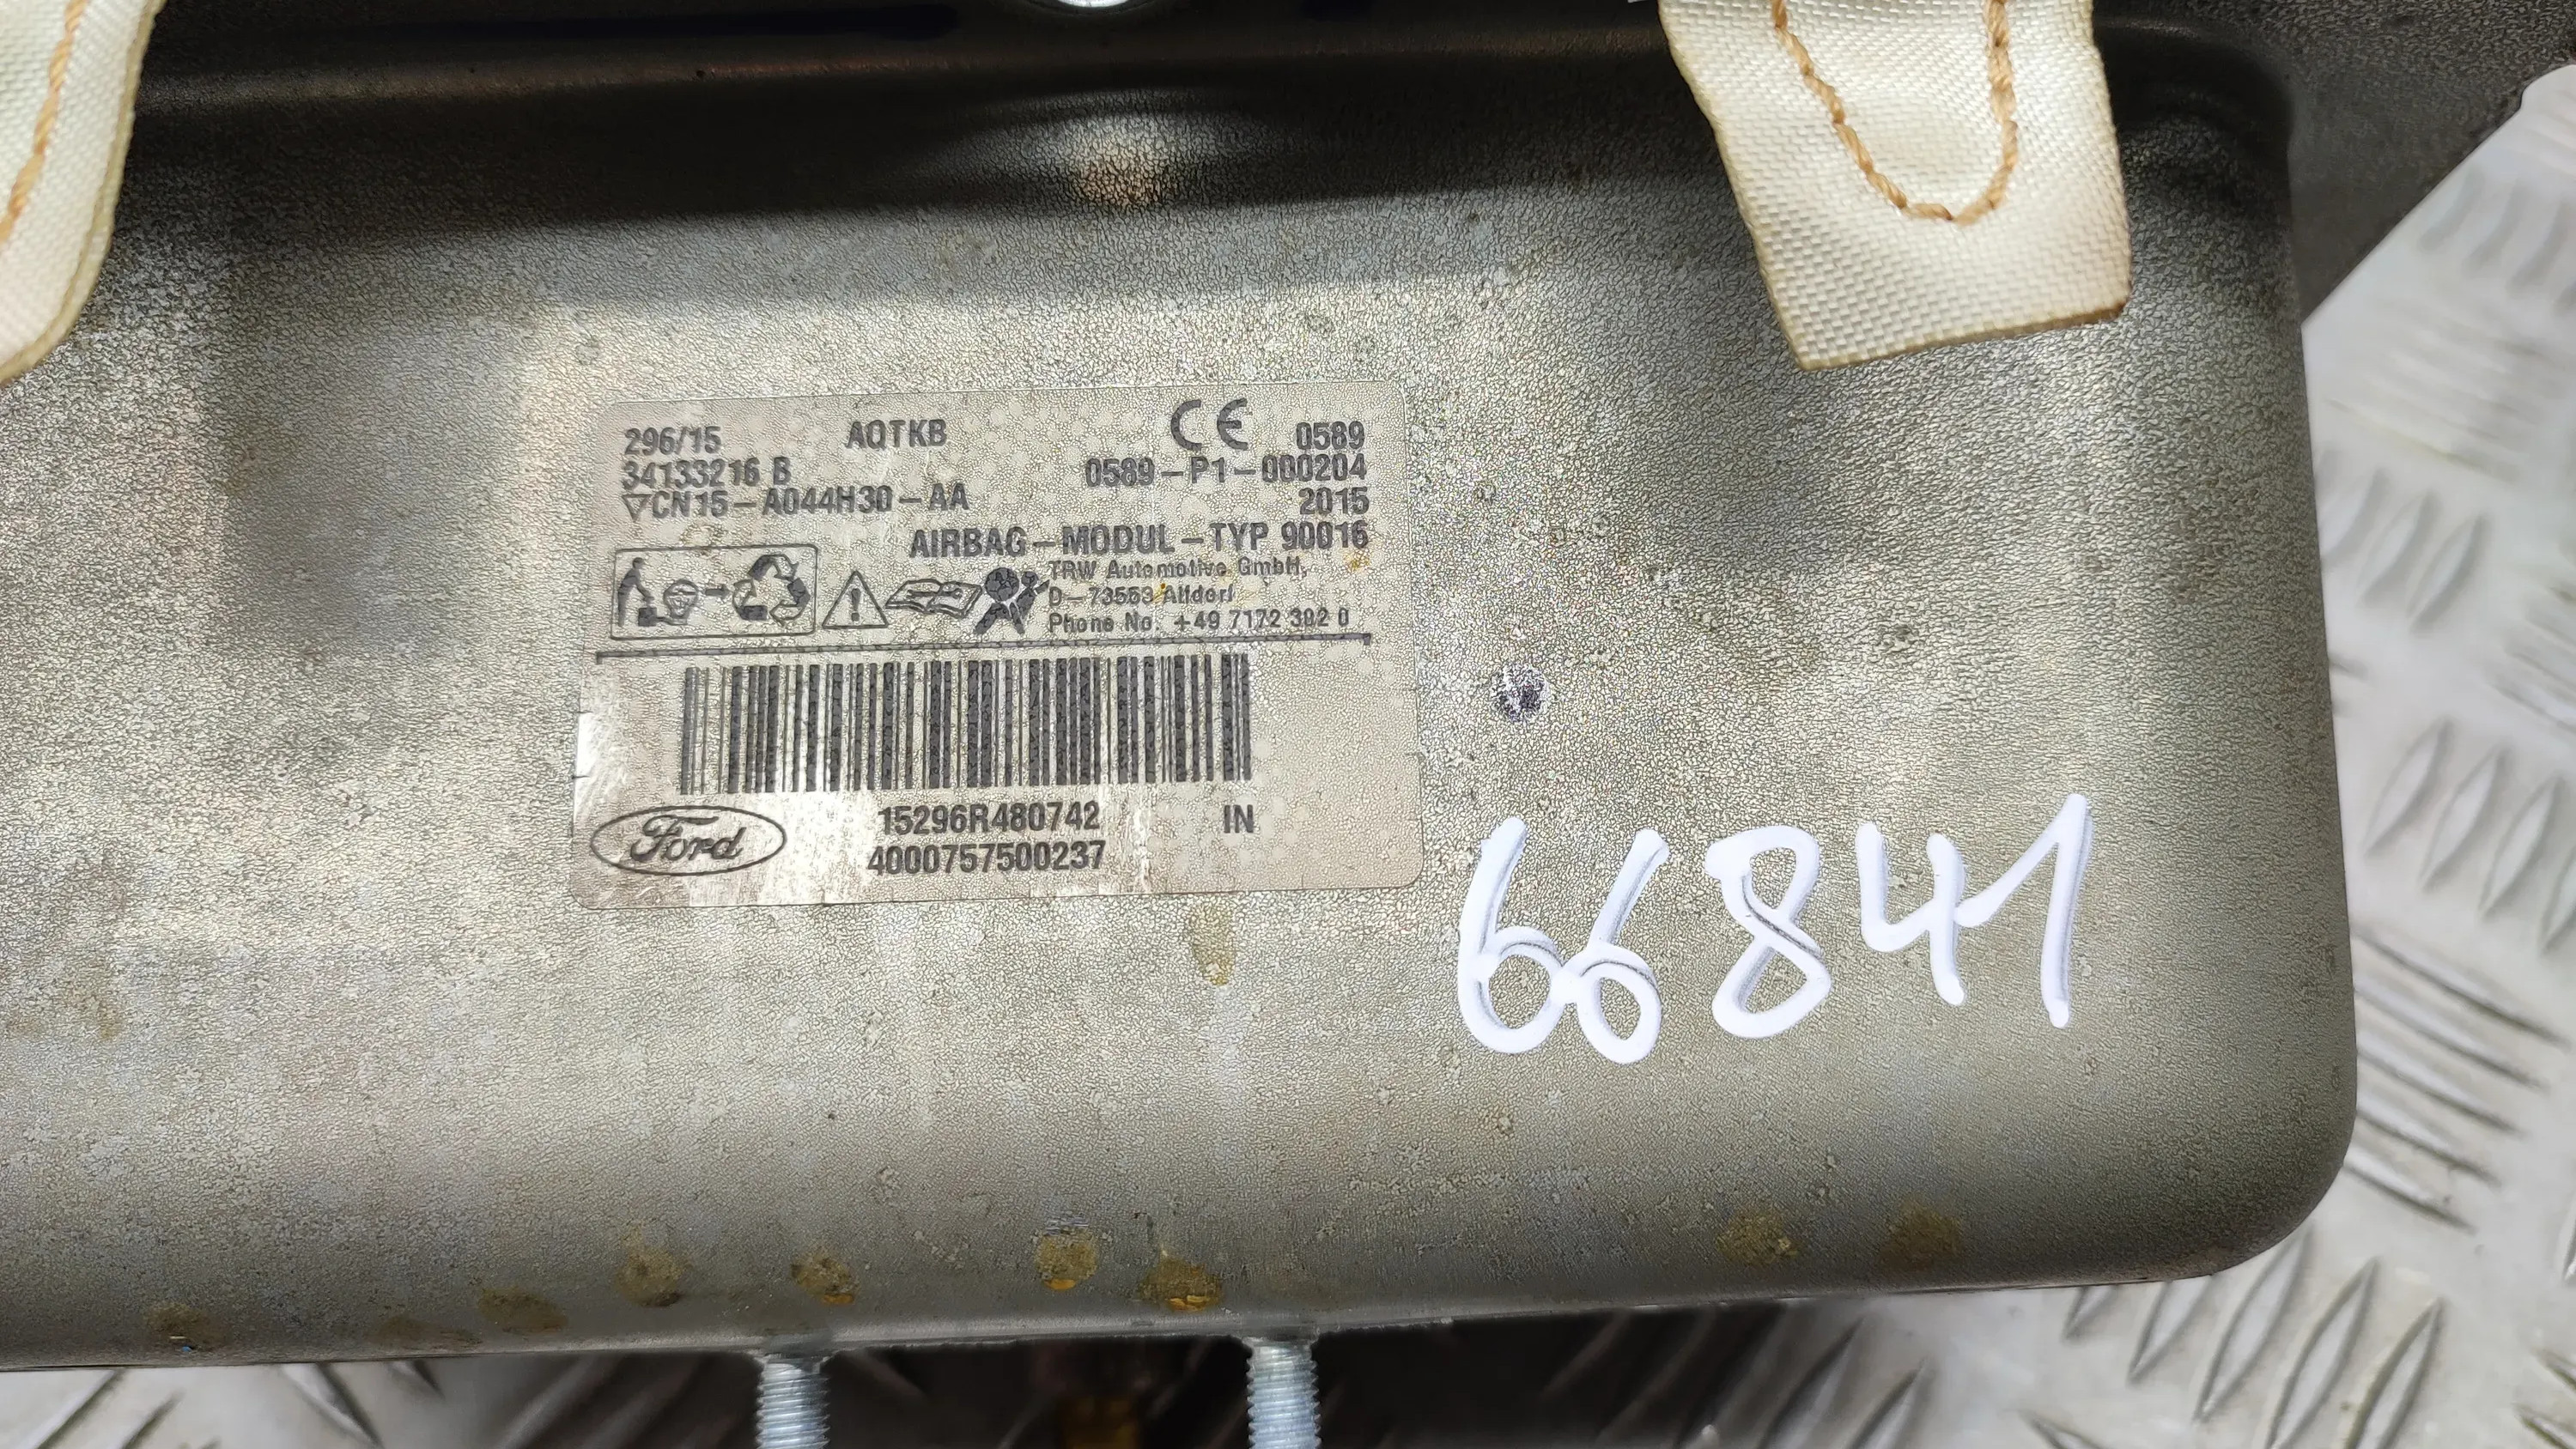 296/15 AQTKB CE 0589
34133216 B 0589-P1-000204
▽CN15-A044H30-AA 2015
AIRBAG-MODUL-TYP 90016
TRW Automotive GmbH,
D-73553 Alfdorf
Phone No. +49 7172 302 0
15296R480742 IN
Ford 4000757500237
66841